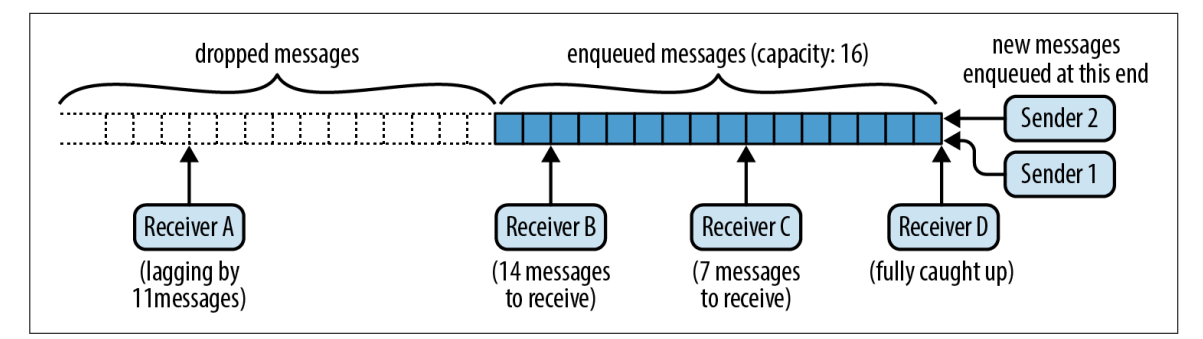 dropped messages
enqueued messages (capacity: 16)
new messages
enqueued at this end
Sender 2
Sender 1
Receiver A
(lagging by
11messages)
Receiver B
(14 messages
to receive)
Receiver C
(7 messages
to receive)
Receiver D
(fully caught up)